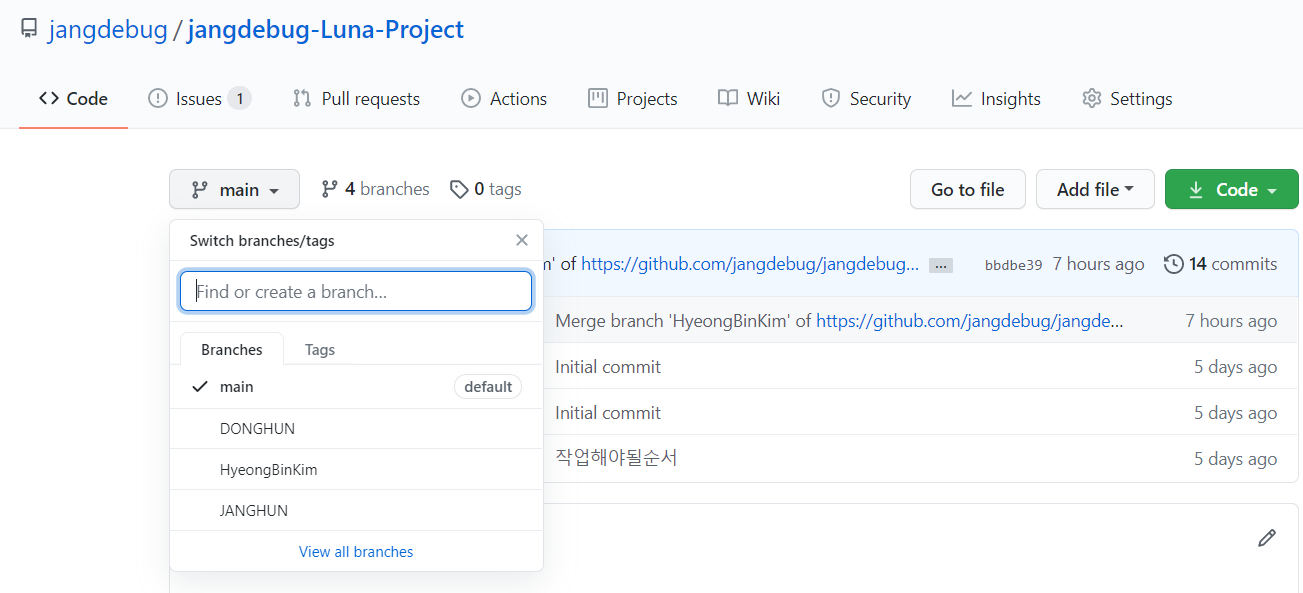 jangdebug / jangdebug-Luna-Project
Code Issues 1 Pull requests Actions Projects Wiki Security Insights Settings
main 4 branches 0 tags Go to file Add file Code
Switch branches/tags
Find or create a branch...
Branches Tags
main default
DONGHUN
HyeongBinKim
JANGHUN
View all branches
' of https://github.com/jangdebug/jangdebug... ... bbdbe39 7 hours ago 14 commits
Merge branch 'HyeongBinKim' of https://github.com/jangdebug/jangde... 7 hours ago
Initial commit 5 days ago
Initial commit 5 days ago
작업해야될순서 5 days ago